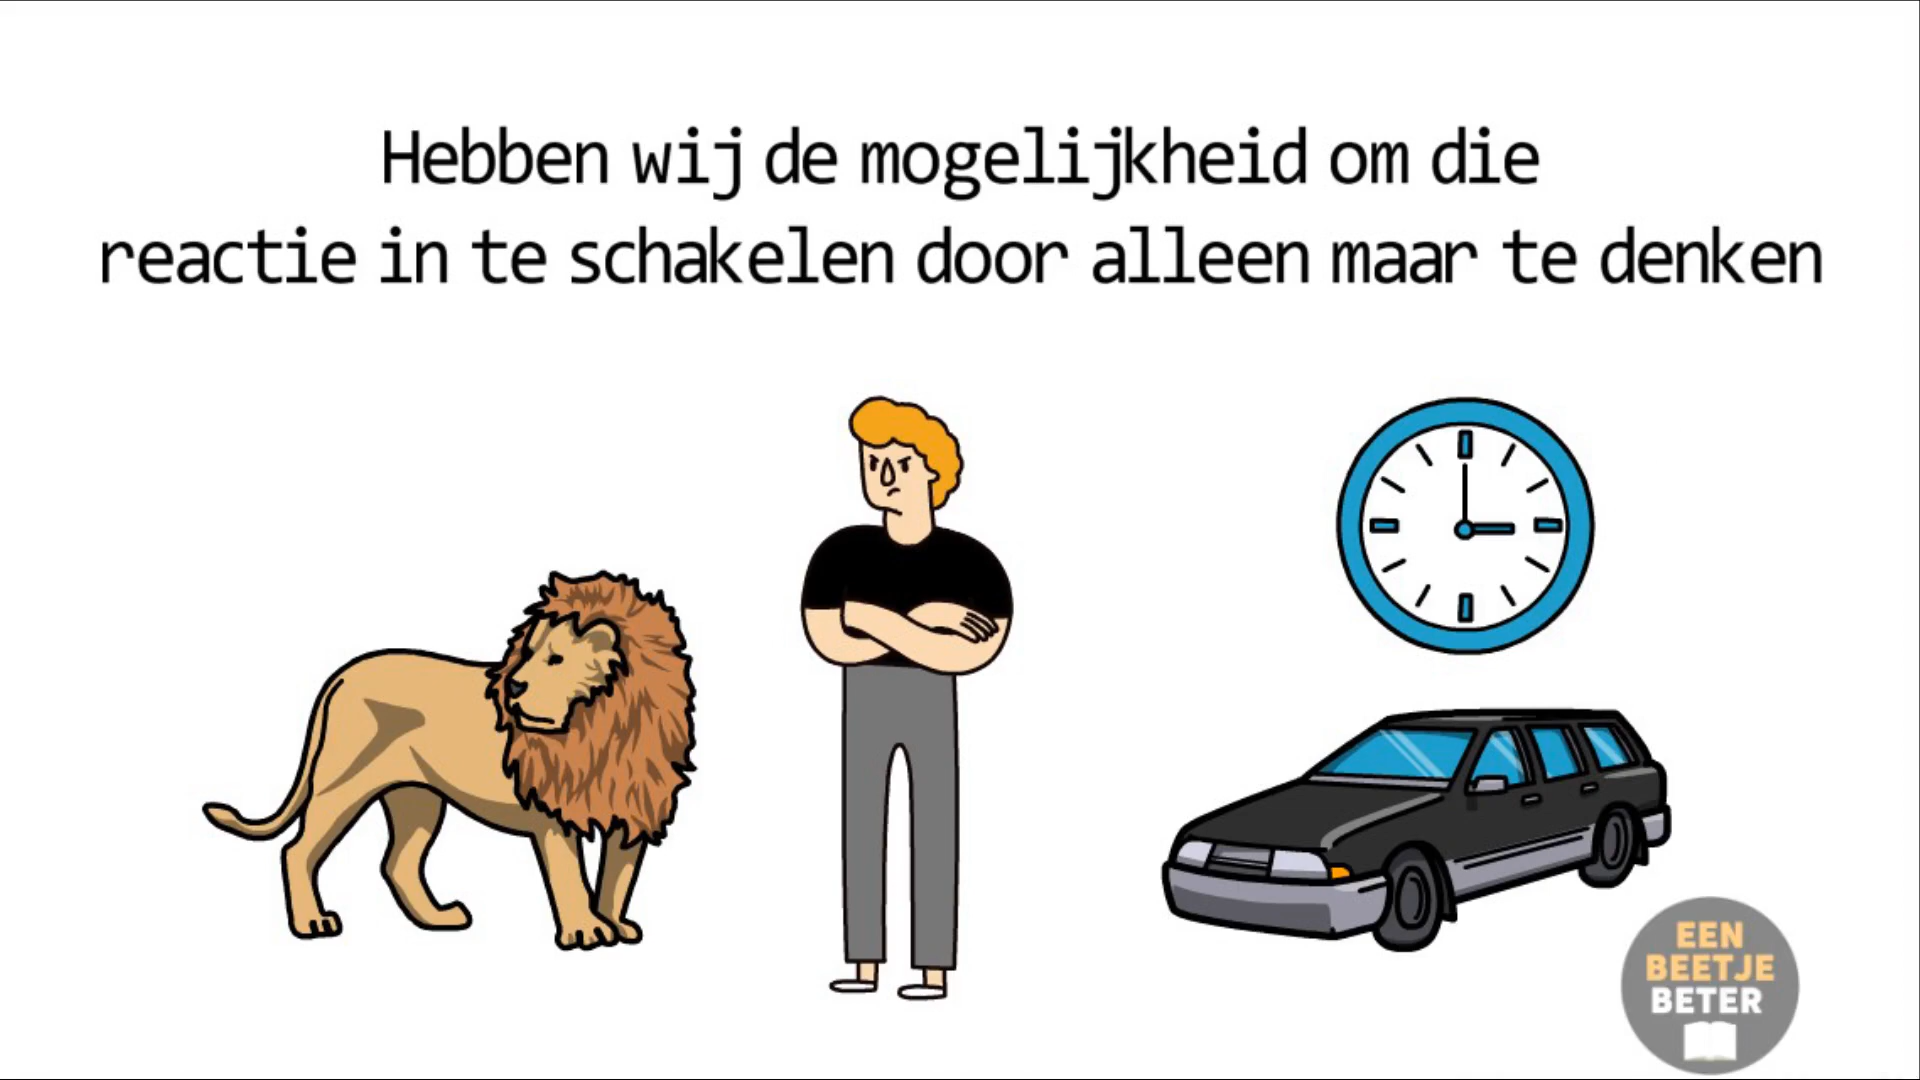 Hebben wij de mogelijkheid om die
reactie in te schakelen door alleen maar te denken
EEN
BEETJE
BETER